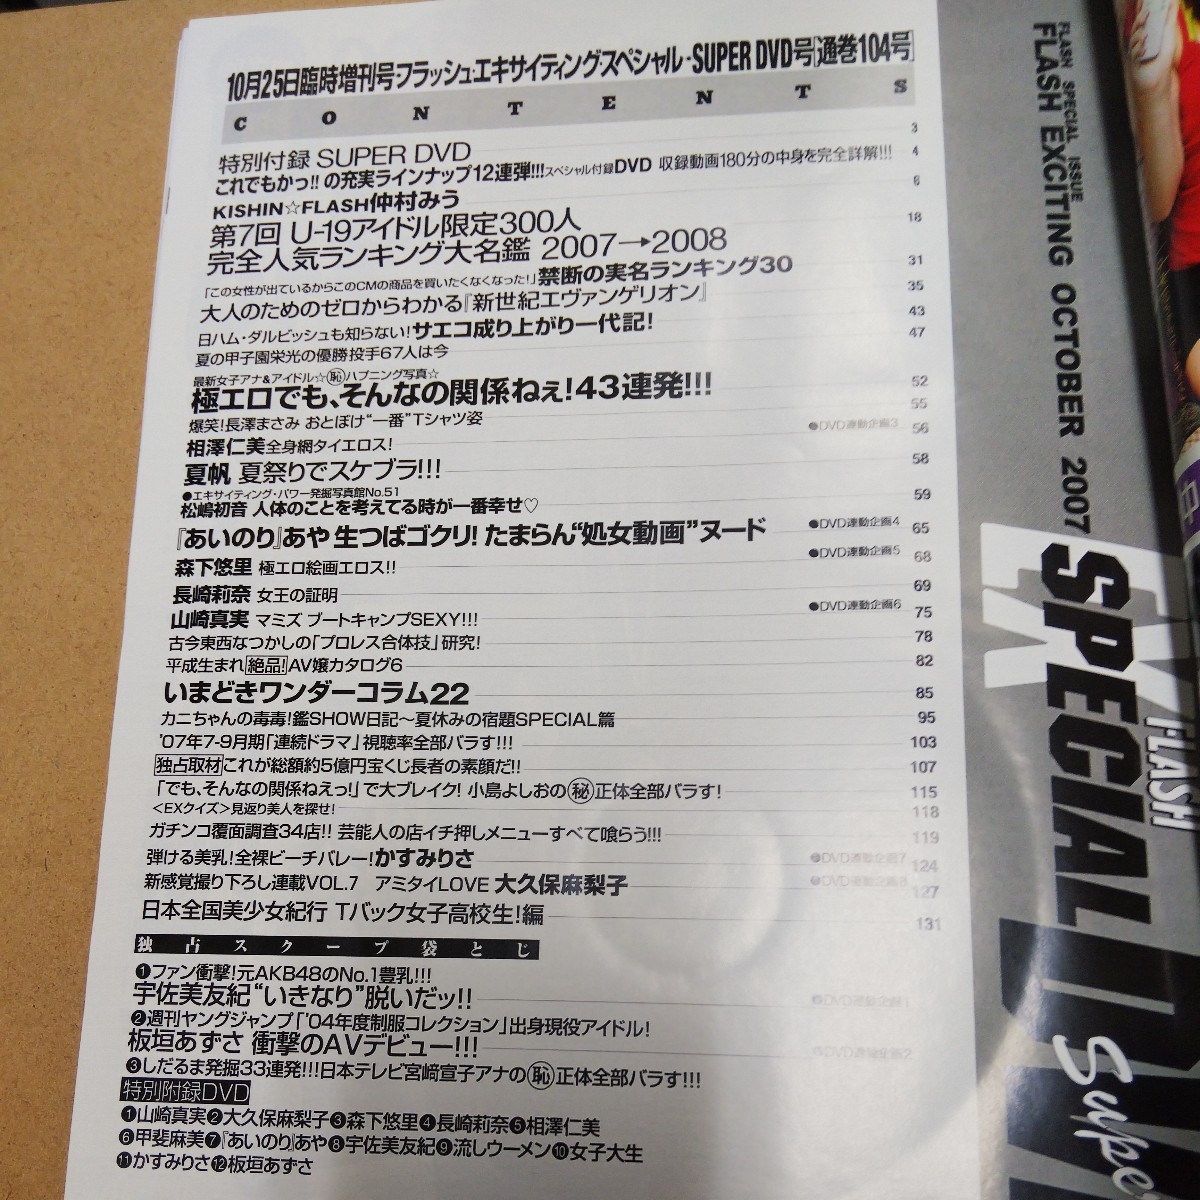 10月25日臨時増刊号・フラッシュエキサイティング・スペシャル・SUPER DVD号[通巻104号]
CONTENTS
特別付録 SUPER DVD 3
これでもかっ!!の充実ラインナップ12連弾!!!スペシャル付録DVD 収録動画180分の中身を完全詳解!!! 4
KISHIN☆FLASH仲村みう 6
第7回 U-19アイドル限定300人
完全人気ランキング大名鑑 2007→2008 18
「この女性が出ているからこのCMの商品を買いたくなくなった!」禁断の実名ランキング30 31
大人のためのゼロからわかる『新世紀エヴァンゲリオン』 35
日ハム・ダルビッシュも知らない!サエコ成り上がり一代記! 43
夏の甲子園栄光の優勝投手67人は今 47
最新女子アナ&アイドル☆㊙ハプニング写真☆
極エロでも、そんなの関係ねぇ!43連発!!! 52
爆笑!長澤まさみ おとぼけ“一番”Tシャツ姿 55
相澤仁美全身網タイエロス! ●DVD連動企画3 56
夏帆 夏祭りでスケブラ!!! 58
●エキサイティング・パワー発掘写真館No.51
松嶋初音 人体のことを考えてる時が一番幸せ♡ 59
『あいのり』あや 生つばゴクリ! たまらん“処女動画”ヌード ●DVD連動企画4 65
森下悠里 極エロ絵画エロス!! ●DVD連動企画5 68
長崎莉奈 女王の証明 69
山崎真実 マミズ ブートキャンプSEXY!!! ●DVD連動企画6 75
古今東西なつかしの「プロレス合体技」研究! 78
平成生まれ絶品!AV嬢カタログ6 82
いまどきワンダーコラム22 85
カニちゃんの毒毒!鑑SHOW日記〜夏休みの宿題SPECIAL篇 95
'07年7-9月期「連続ドラマ」視聴率全部バラす!!! 103
独占取材これが総額約5億円宝くじ長者の素顔だ!! 107
「でも、そんなの関係ねえっ!」で大ブレイク! 小島よしおの㊙正体全部バラす! 115
<EXクイズ>見返り美人を探せ! 118
ガチンコ覆面調査34店!! 芸能人の店イチ押しメニューすべて喰らう!!! 119
弾ける美乳!全裸ビーチバレー!かすみりさ ●DVD連動企画7 124
新感覚撮り下ろし連載VOL.7 アミタイLOVE 大久保麻梨子 ●DVD連動企画8 127
日本全国美少女紀行 Tバック女子高校生!編 131
独占スクープ袋とじ
❶ファン衝撃!元AKB48のNo.1豊乳!!!
宇佐美友紀“いきなり”脱いだッ!! ●DVD連動企画1
❷週刊ヤングジャンプ「'04年度制服コレクション」出身現役アイドル!
板垣あずさ 衝撃のAVデビュー!!! ●DVD連動企画2
❸しだるま発掘33連発!!!日本テレビ宮崎宣子アナの恥正体全部バラす!!!
特別附録DVD
❶山崎真実❷大久保麻梨子❸森下悠里❹長崎莉奈❺相澤仁美
❻甲斐麻美❼『あいのり』あや❽宇佐美友紀❾流しウーメン❿女子大生
⓫かすみりさ⓬板垣あずさ
FLASH SPECIAL ISSUE
FLASH EXCITING OCTOBER 2007
EX
FLASH
SPECIAL
Supe